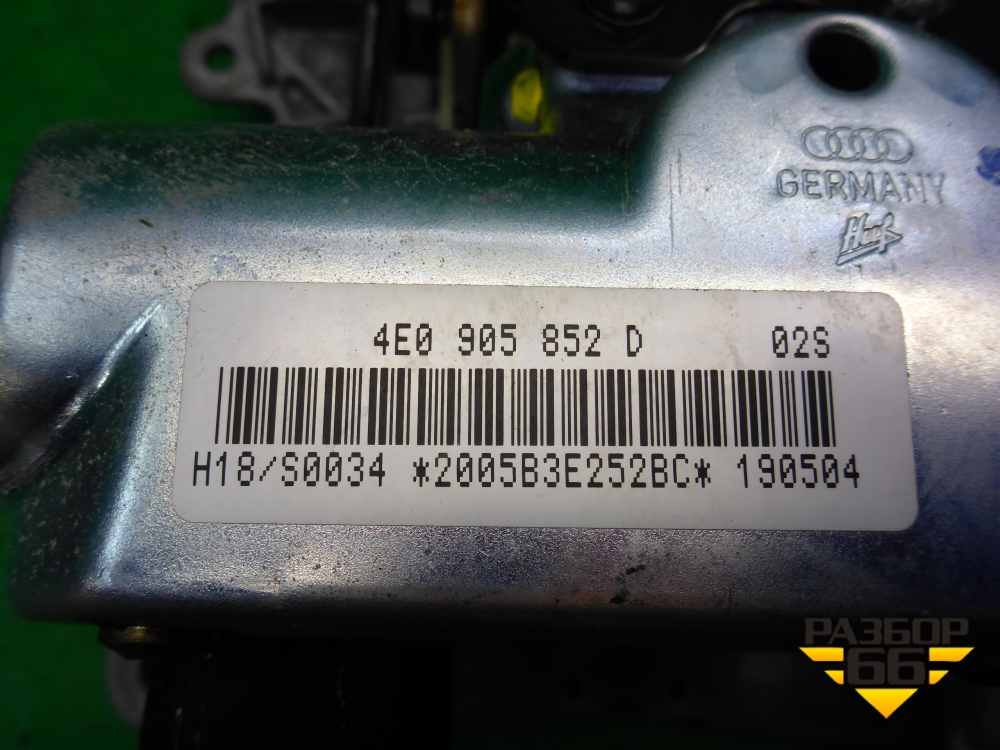 GERMANY
Huf
4E0 905 852 D 02S
H18/S0034 *2005B3E252BC* 190504
РАЗБОР
66